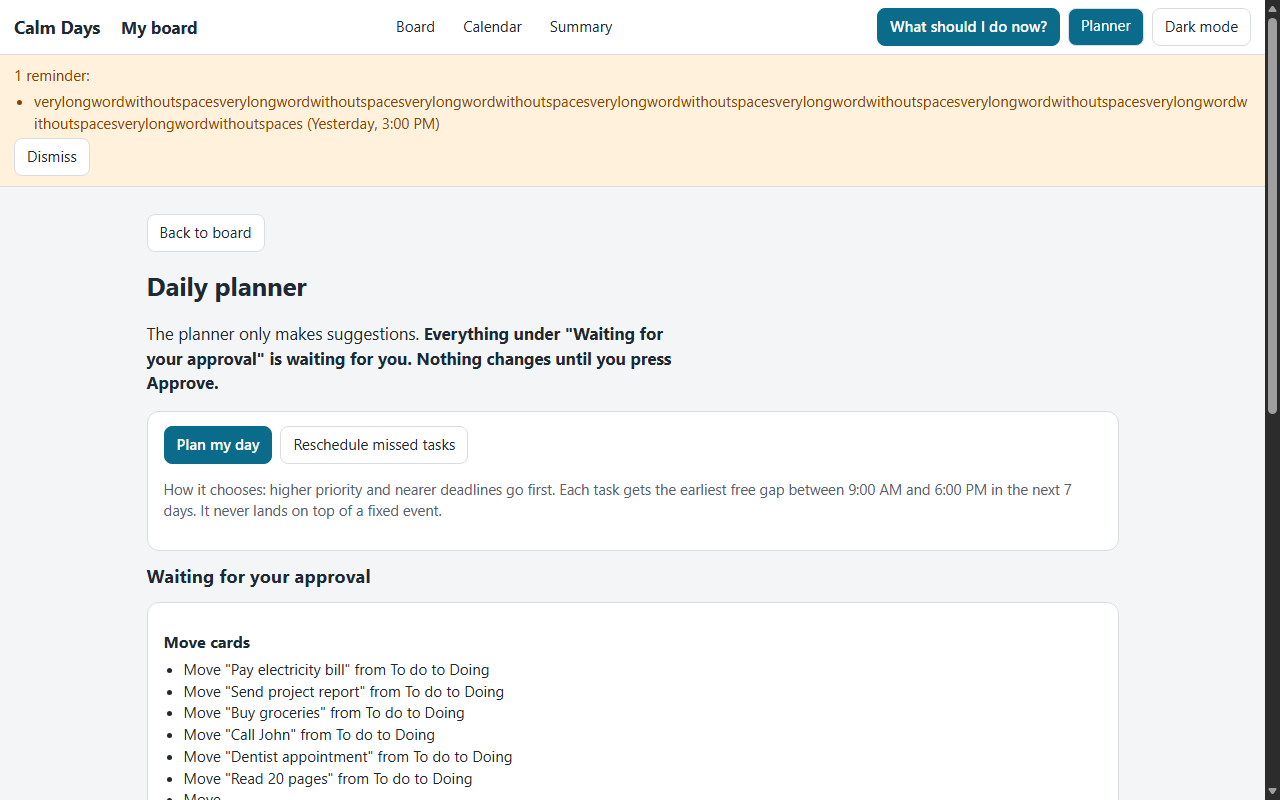 Calm Days My board Board Calendar Summary What should I do now? Planner Dark mode
1 reminder:
verylongwordwithoutspacesverylongwordwithoutspacesverylongwordwithoutspacesverylongwordwithoutspacesverylongwordwithoutspacesverylongwordwithoutspacesverylongwordw
ithoutspacesverylongwordwithoutspaces (Yesterday, 3:00 PM)
Dismiss
Back to board
Daily planner
The planner only makes suggestions. Everything under "Waiting for
your approval" is waiting for you. Nothing changes until you press
Approve.
Plan my day Reschedule missed tasks
How it chooses: higher priority and nearer deadlines go first. Each task gets the earliest free gap between 9:00 AM and 6:00 PM in the next 7
days. It never lands on top of a fixed event.
Waiting for your approval
Move cards
Move "Pay electricity bill" from To do to Doing
Move "Send project report" from To do to Doing
Move "Buy groceries" from To do to Doing
Move "Call John" from To do to Doing
Move "Dentist appointment" from To do to Doing
Move "Read 20 pages" from To do to Doing
Move